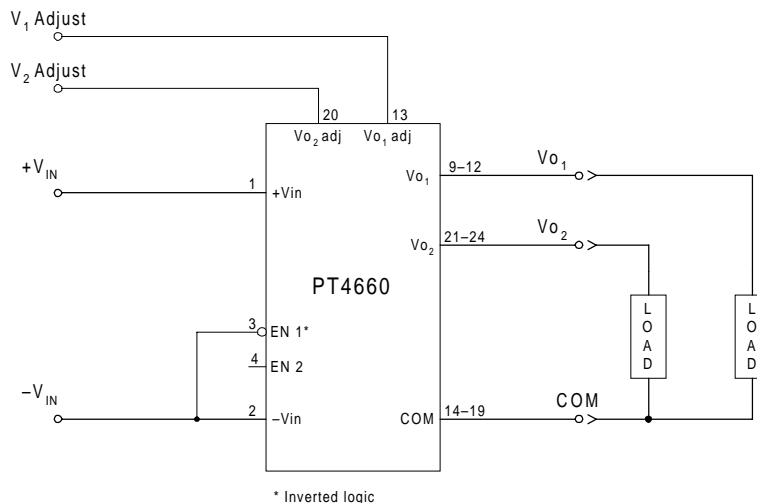 V1 Adjust
V2 Adjust
20
13
Vo2 adj
Vo1 adj
+VIN
1
+Vin
Vo1
9–12
Vo1
Vo2
21–24
Vo2
PT4660
3
EN 1*
4
EN 2
LOAD
LOAD
–VIN
2
–Vin
COM
14–19
COM
* Inverted logic